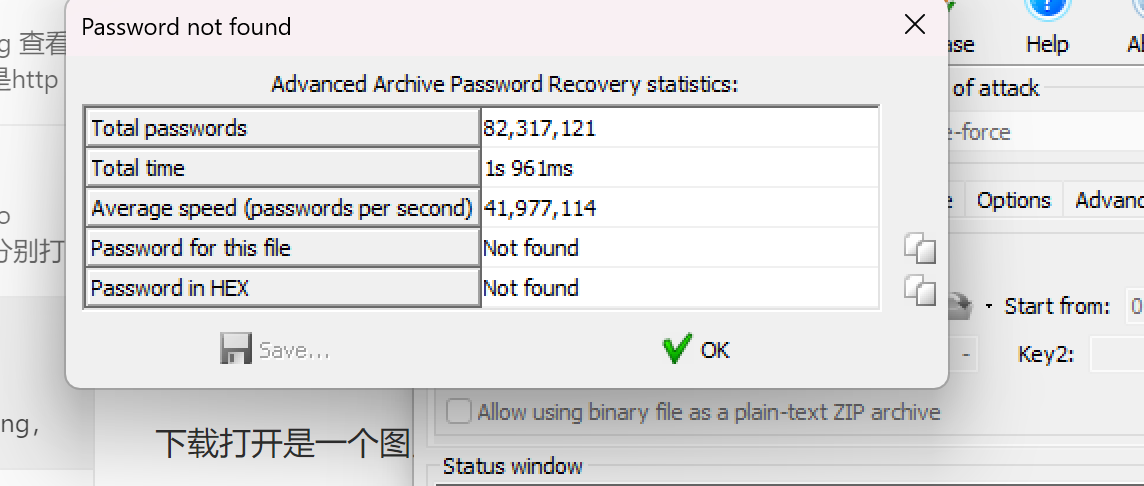 Password not found
Advanced Archive Password Recovery statistics:
Total passwords 82,317,121
Total time 1s 961ms
Average speed (passwords per second) 41,977,114
Password for this file Not found
Password in HEX Not found
Save...
OK
g 查看
是http
o
分别打
ng,
下载打开是一个图
Help
of attack
e-force
Options
Start from: 0
Key2:
Allow using binary file as a plain-text ZIP archive
Status window